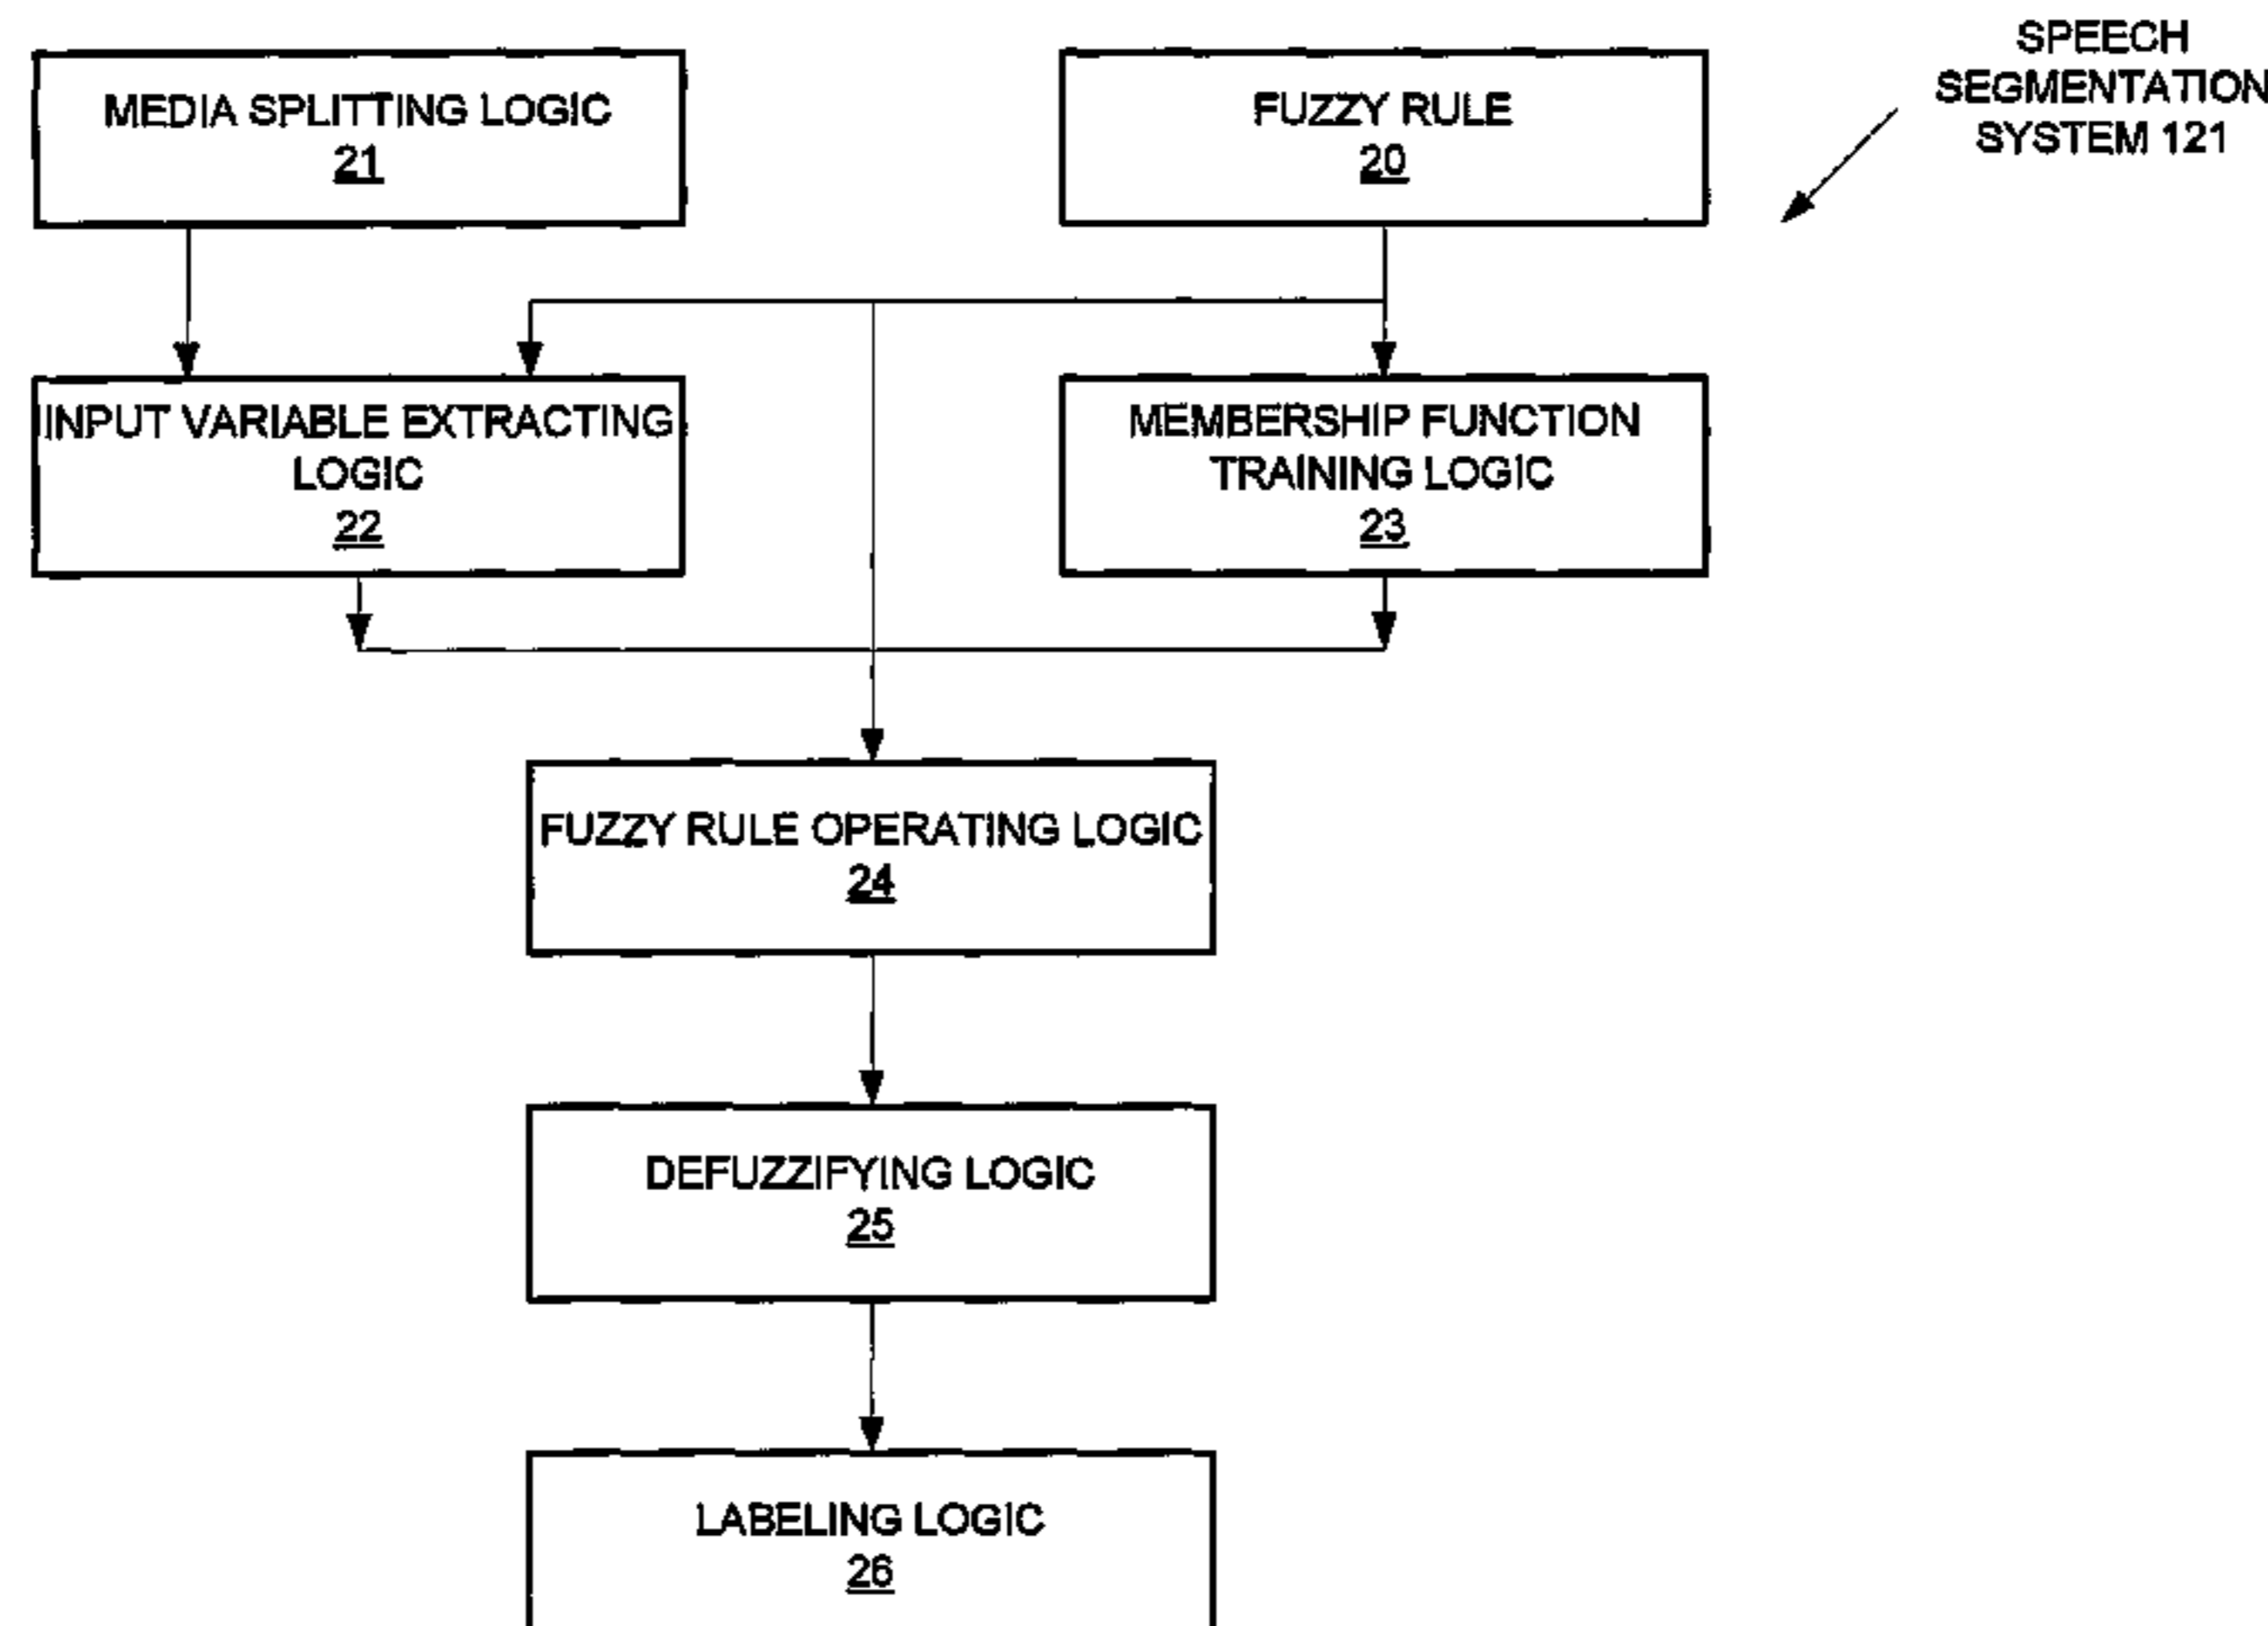 MEDIA SPLITTING LOGIC
21
FUZZY RULE
20
SPEECH
SEGMENTATION
SYSTEM 121
INPUT VARIABLE EXTRACTING
LOGIC
22
MEMBERSHIP FUNCTION
TRAINING LOGIC
23
FUZZY RULE OPERATING LOGIC
24
DEFUZZIFYING LOGIC
25
LABELING LOGIC
26